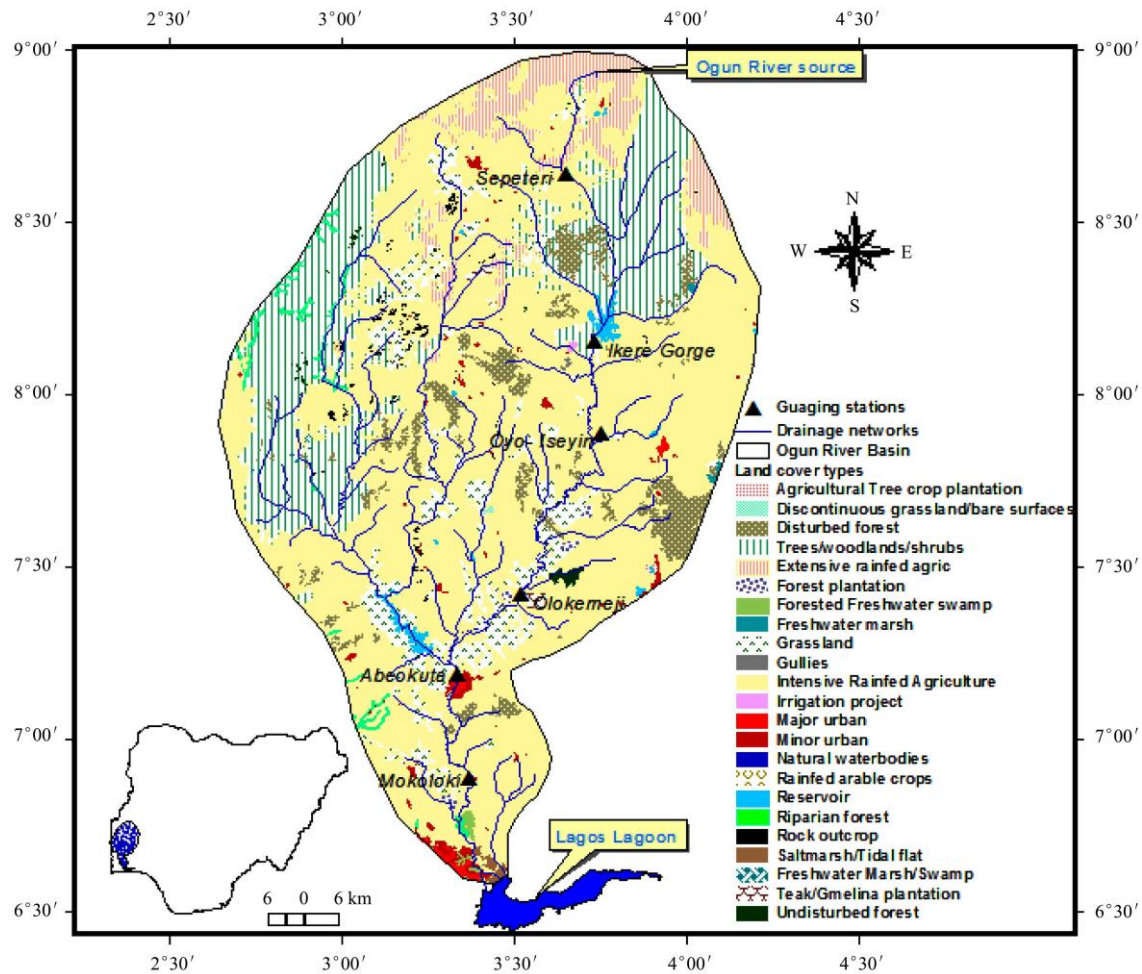 2°30′ 3°00′ 3°30′ 4°00′ 4°30′
9°00′ 9°00′
Ogun River source
Sepeteri
N
8°30′ 8°30′
W E
S
Ikere Gorge
8°00′ 8°00′
Oyo- Iseyin
Guaging stations
Drainage networks
Ogun River Basin
Land cover types
Agricultural Tree crop plantation
Discontinuous grassland/bare surfaces
Disturbed forest
Trees/woodlands/shrubs
7°30′ 7°30′
Extensive rainfed agric
Forest plantation
Olokemeji
Forested Freshwater swamp
Freshwater marsh
Grassland
Gullies
Abeokuta
Intensive Rainfed Agriculture
Irrigation project
Major urban
7°00′ 7°00′
Minor urban
Natural waterbodies
Mokoloki
Rainfed arable crops
Reservoir
Riparian forest
Rock outcrop
Lagos Lagoon
Saltmarsh/Tidal flat
Freshwater Marsh/Swamp
6 0 6 km
Teak/Gmelina plantation
6°30′ 6°30′
Undisturbed forest
2°30′ 3°00′ 3°30′ 4°00′ 4°30′